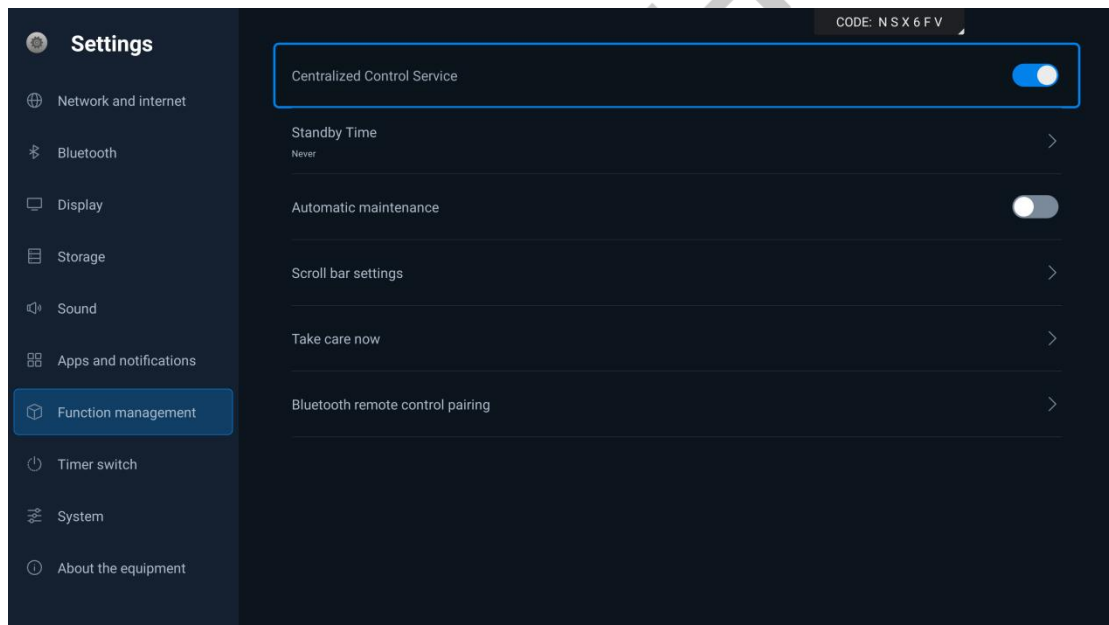 CODE: N S X 6 F V
Settings
Network and internet
Bluetooth
Display
Storage
Sound
Apps and notifications
Function management
Timer switch
System
About the equipment
Centralized Control Service
Standby Time
Never
Automatic maintenance
Scroll bar settings
Take care now
Bluetooth remote control pairing